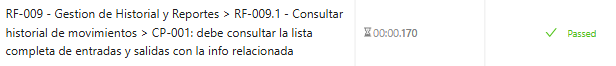 RF-009 - Gestion de Historial y Reportes > RF-009.1 - Consultar
historial de movimientos > CP-001: debe consultar la lista
completa de entradas y salidas con la info relacionada
00:00.170
Passed